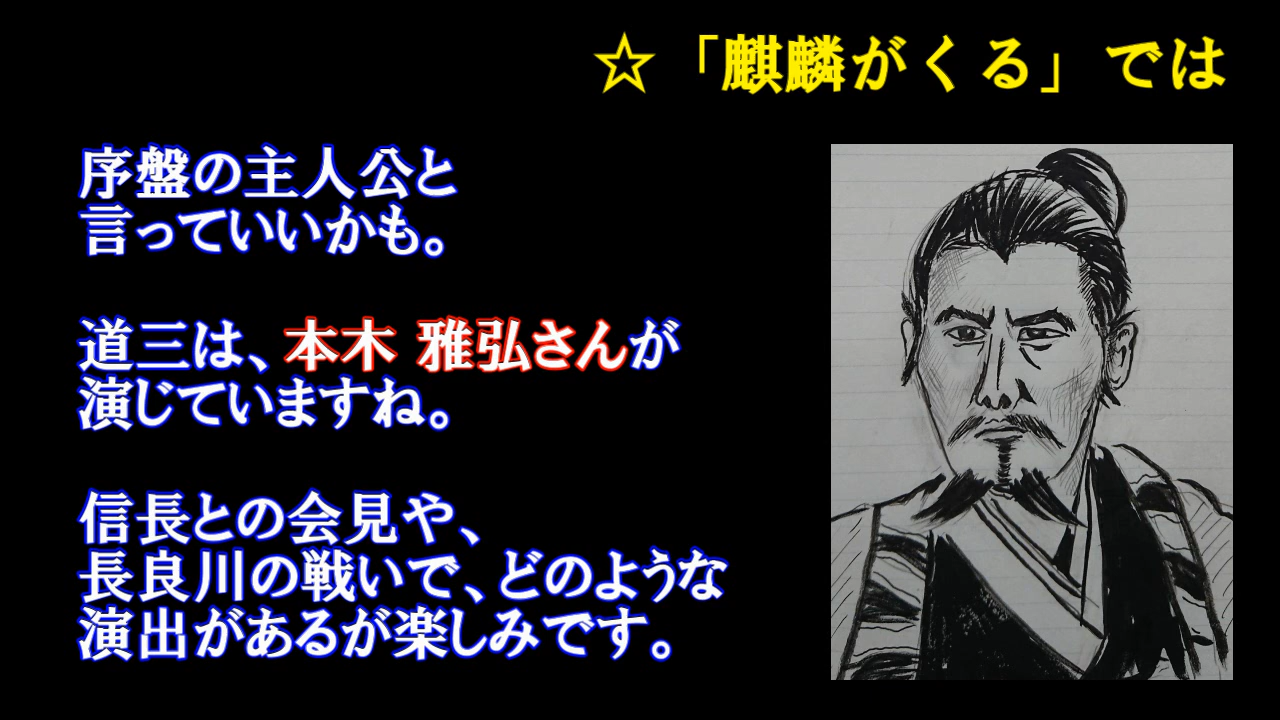 ☆「麒麟がくる」では
序盤の主人公と
言っていいかも。
道三は、本木 雅弘さんが
演じていますね。
信長との会見や、
長良川の戦いで、どのような
演出があるが楽しみです。